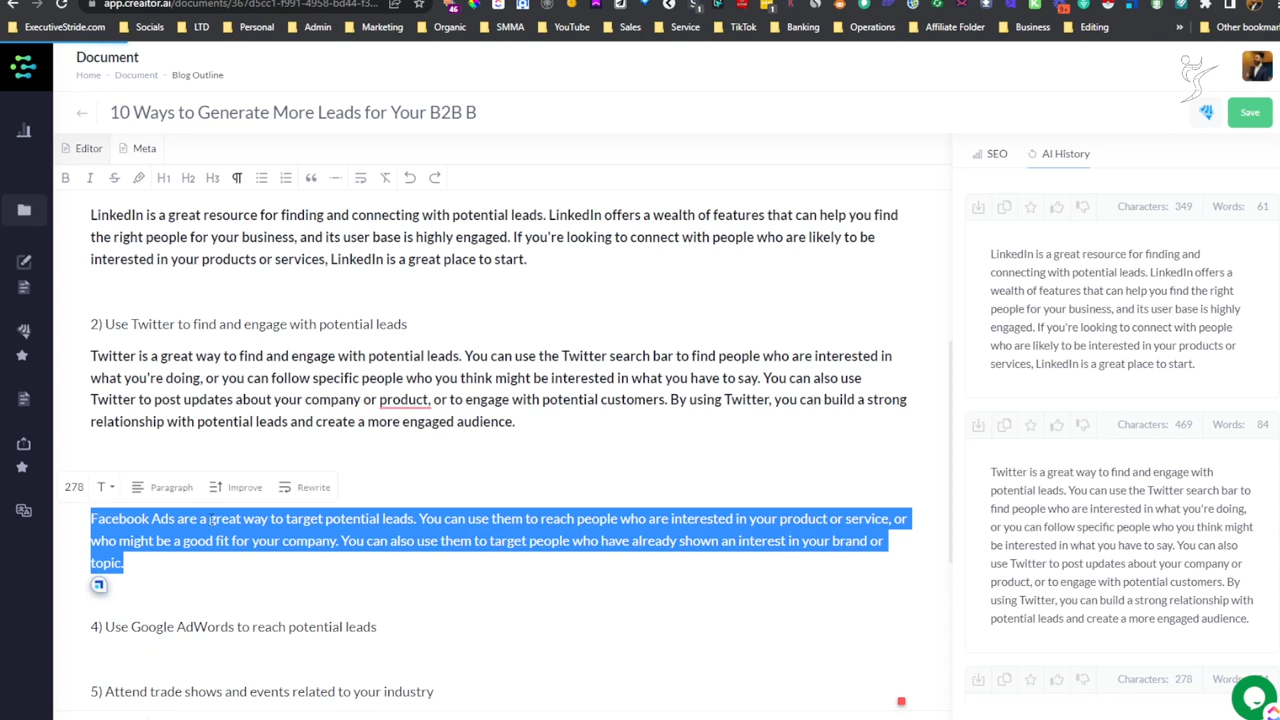 app.creaitor.ai/documents/367d5cc1-f991-4958-bd44-f3...
ExecutiveStride.com Socials LTD Personal Admin Marketing Organic SMMA YouTube Sales Service TikTok Banking Operations Affiliate Folder Business Editing » Other bookmark
Document
Home - Document - Blog Outline
← 10 Ways to Generate More Leads for Your B2B B
Save
Editor Meta
SEO AI History
B I S H1 H2 H3 ¶
LinkedIn is a great resource for finding and connecting with potential leads. LinkedIn offers a wealth of features that can help you find
the right people for your business, and its user base is highly engaged. If you're looking to connect with people who are likely to be
interested in your products or services, LinkedIn is a great place to start.
2) Use Twitter to find and engage with potential leads
Twitter is a great way to find and engage with potential leads. You can use the Twitter search bar to find people who are interested in
what you're doing, or you can follow specific people who you think might be interested in what you have to say. You can also use
Twitter to post updates about your company or product, or to engage with potential customers. By using Twitter, you can build a strong
relationship with potential leads and create a more engaged audience.
278 T Paragraph Improve Rewrite
Facebook Ads are a great way to target potential leads. You can use them to reach people who are interested in your product or service, or
who might be a good fit for your company. You can also use them to target people who have already shown an interest in your brand or
topic.
4) Use Google AdWords to reach potential leads
5) Attend trade shows and events related to your industry
Characters: 349 Words: 61
LinkedIn is a great resource for finding and
connecting with potential leads. LinkedIn offers a
wealth of features that can help you find the right
people for your business, and its user base is highly
engaged. If you're looking to connect with people
who are likely to be interested in your products or
services, LinkedIn is a great place to start.
Characters: 469 Words: 84
Twitter is a great way to find and engage with
potential leads. You can use the Twitter search bar to
find people who are interested in what you're doing,
or you can follow specific people who you think might
be interested in what you have to say. You can also
use Twitter to post updates about your company or
product, or to engage with potential customers. By
using Twitter, you can build a strong relationship with
potential leads and create a more engaged audience.
Characters: 278 Words: